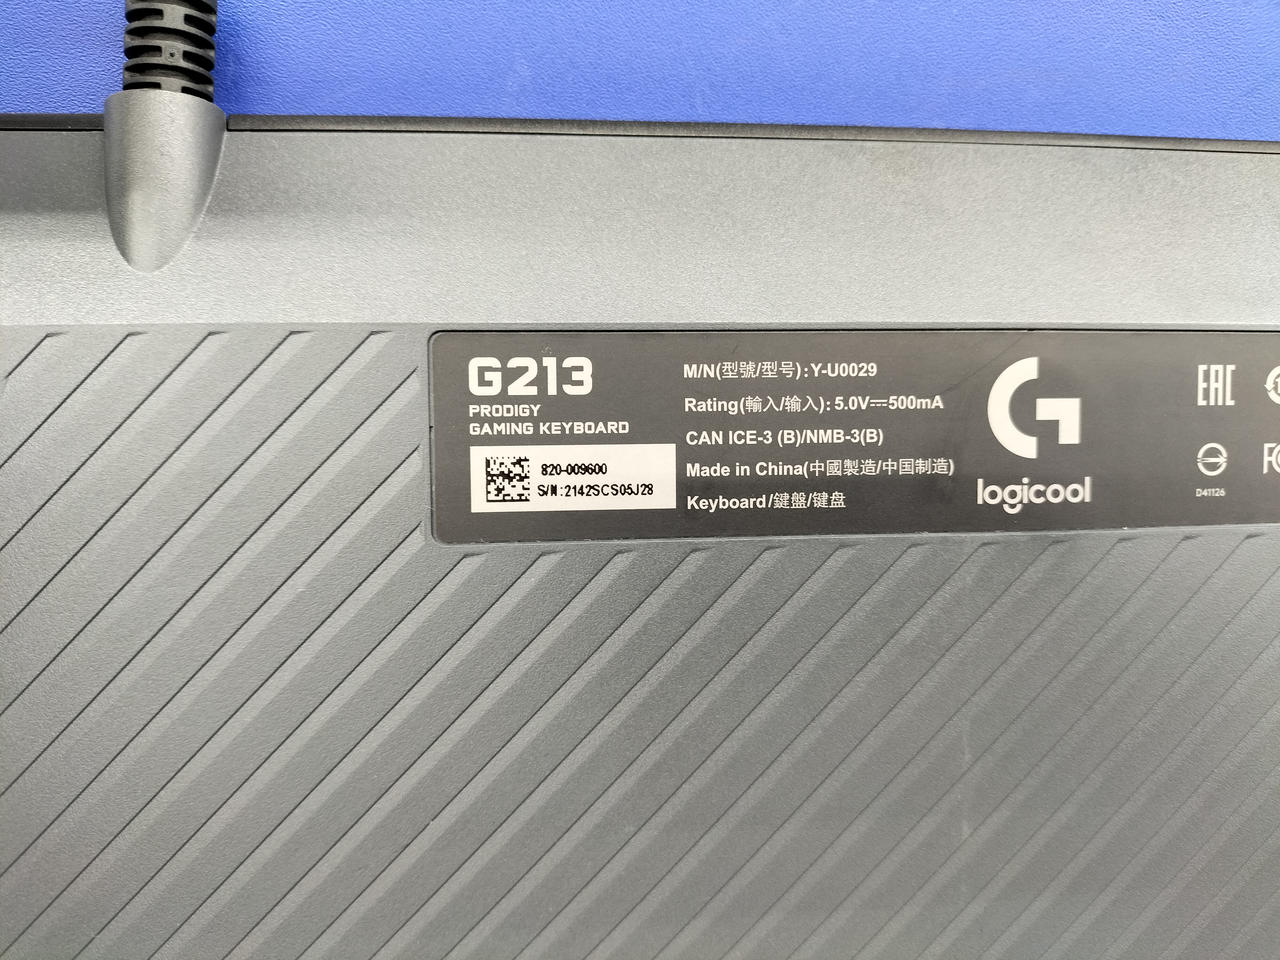 G213
PRODIGY
GAMING KEYBOARD
820-009600
S/N:2142SCS05J28
M/N(型號/型号):Y-U0029
Rating(輸入/输入):5.0V⎓500mA
CAN ICE-3 (B)/NMB-3(B)
Made in China(中國製造/中国制造)
Keyboard/鍵盤/键盘
G
logicool
EAC
D41126